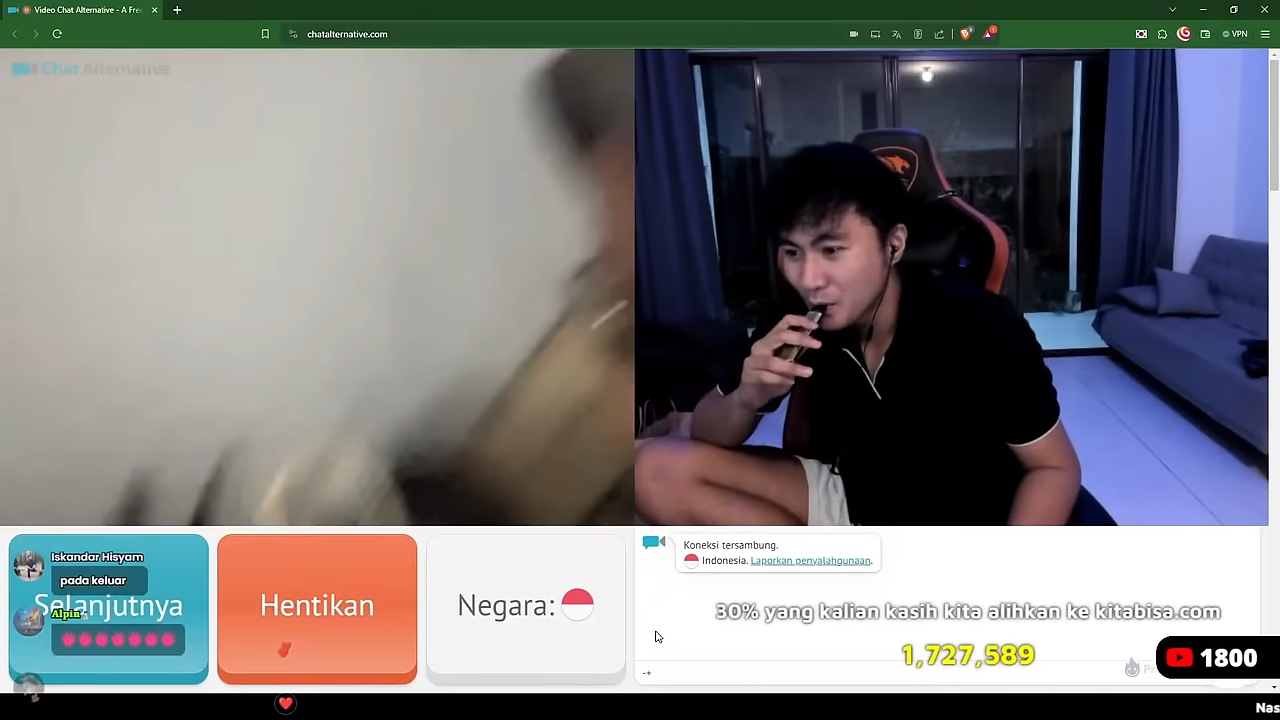 Video Chat Alternative - A Fre
chatalternative.com
VPN
Chat Alternative
Iskandar Hisyam
pada keluar
Alpin
Selanjutnya
Hentikan
Negara:
Koneksi tersambung.
Indonesia. Laporkan penyalahgunaan.
30% yang kalian kasih kita alihkan ke kitabisa.com
1,727,589
1800
Nas